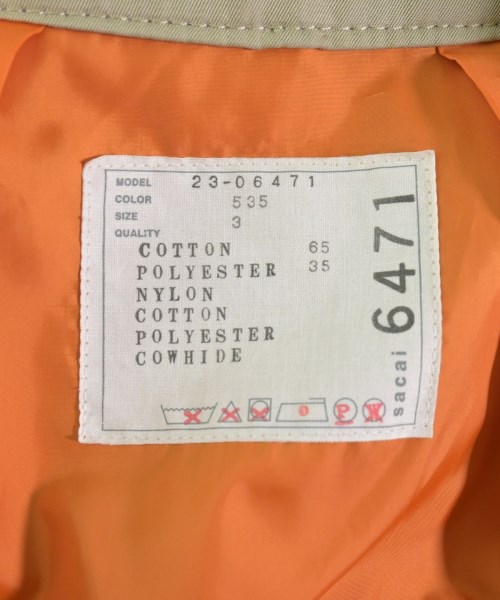 MODEL 23-06471
COLOR 535
SIZE 3
QUALITY
COTTON 65
POLYESTER 35
NYLON
COTTON
POLYESTER
COWHIDE
P
sacai 6471